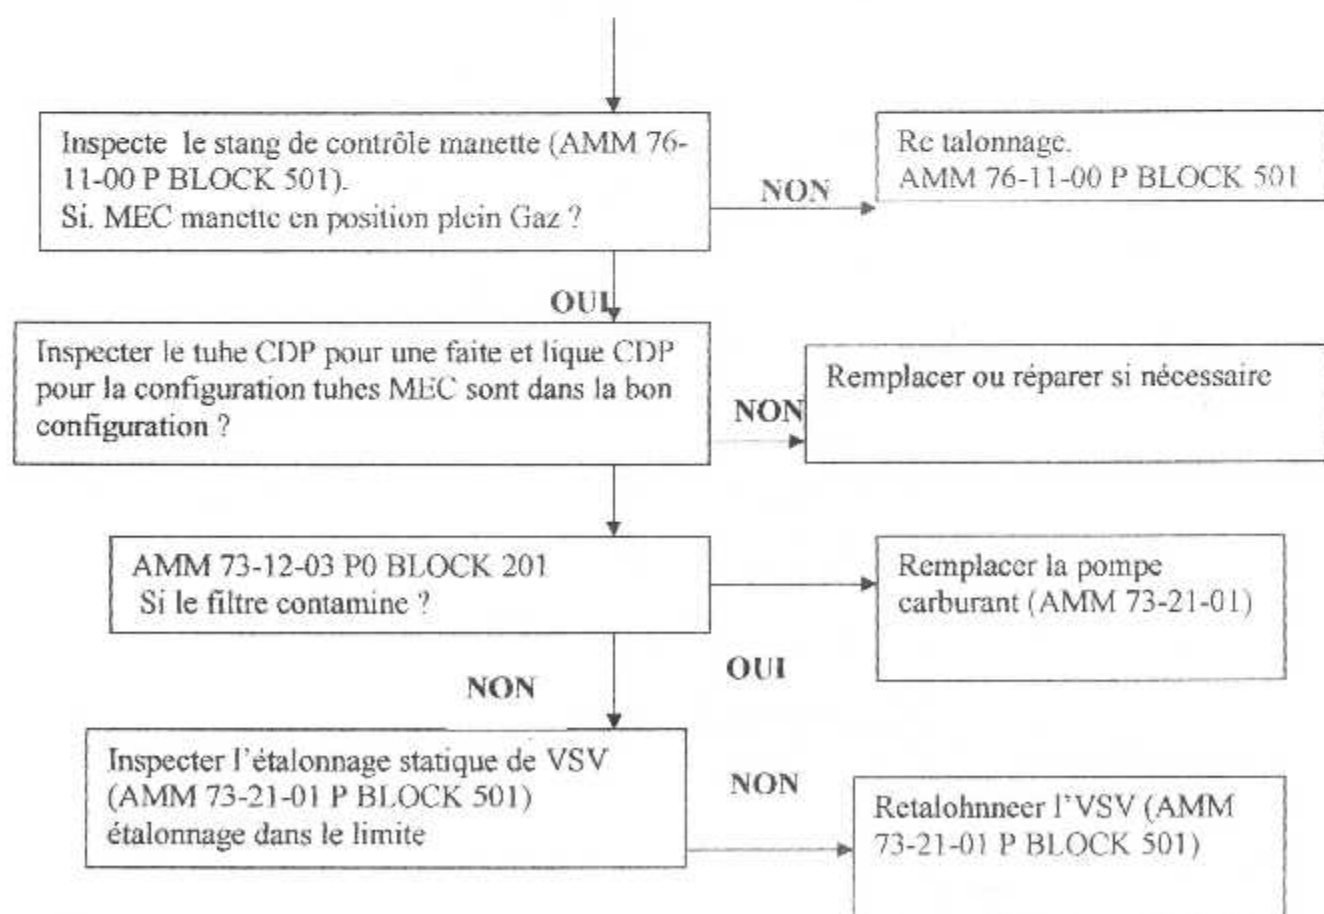 Inspecte le stang de contrôle manette (AMM 76-
11-00 P BLOCK 501).
Si. MEC manette en position plein Gaz ?
NON
Re talonnage.
AMM 76-11-00 P BLOCK 501
OUI
Inspecter le tuhe CDP pour une faite et lique CDP
pour la configuration tuhes MEC sont dans la bon
configuration ?
NON
Remplacer ou réparer si nécessaire
AMM 73-12-03 P0 BLOCK 201
Si le filtre contamine ?
Remplacer la pompe
carburant (AMM 73-21-01)
OUI
NON
Inspecter l'étalonnage statique de VSV
(AMM 73-21-01 P BLOCK 501)
étalonnage dans le limite
NON
Retalohnneer l'VSV (AMM
73-21-01 P BLOCK 501)